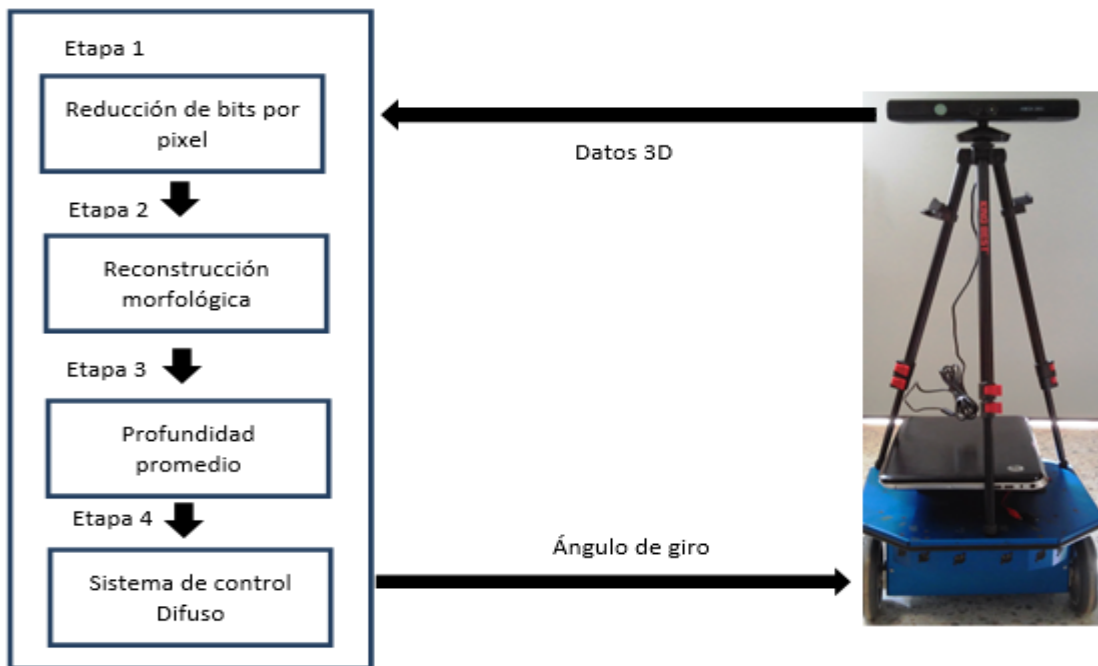 Etapa 1
Reducción de bits por
pixel
Datos 3D
Etapa 2
Reconstrucción
morfológica
Etapa 3
Profundidad
promedio
Etapa 4
Ángulo de giro
Sistema de control
Difuso